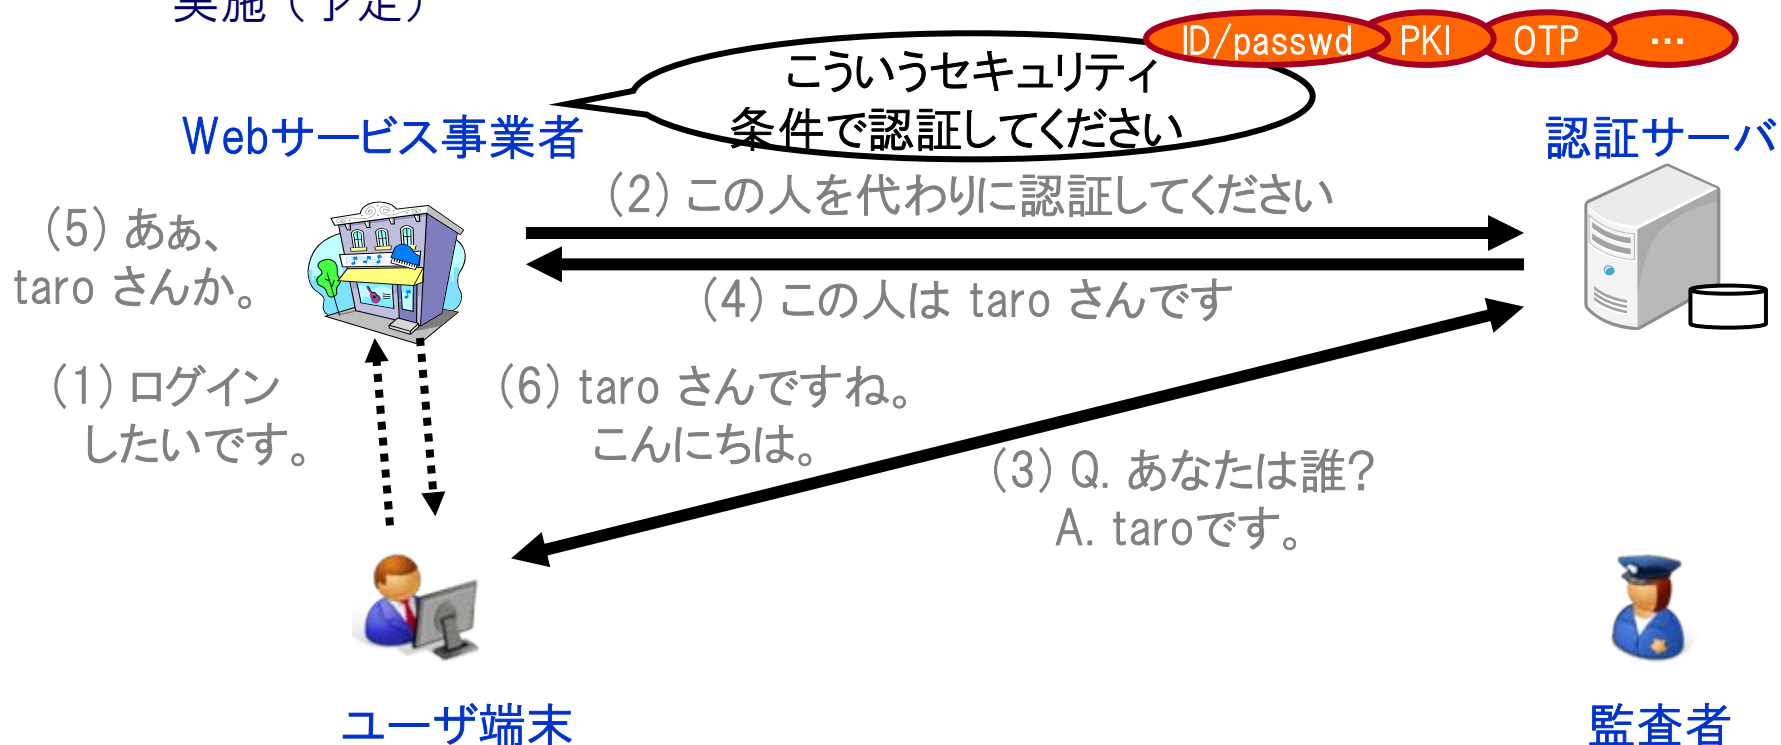 実施（予定）
ID/passwd
PKI
OTP
…
こういうセキュリティ
条件で認証してください
Webサービス事業者
認証サーバ
(2) この人を代わりに認証してください
(5) あぁ、
taro さんか。
(4) この人は taro さんです
(1) ログイン
したいです。
(6) taro さんですね。
こんにちは。
(3) Q. あなたは誰?
A. taroです。
ユーザ端末
監査者